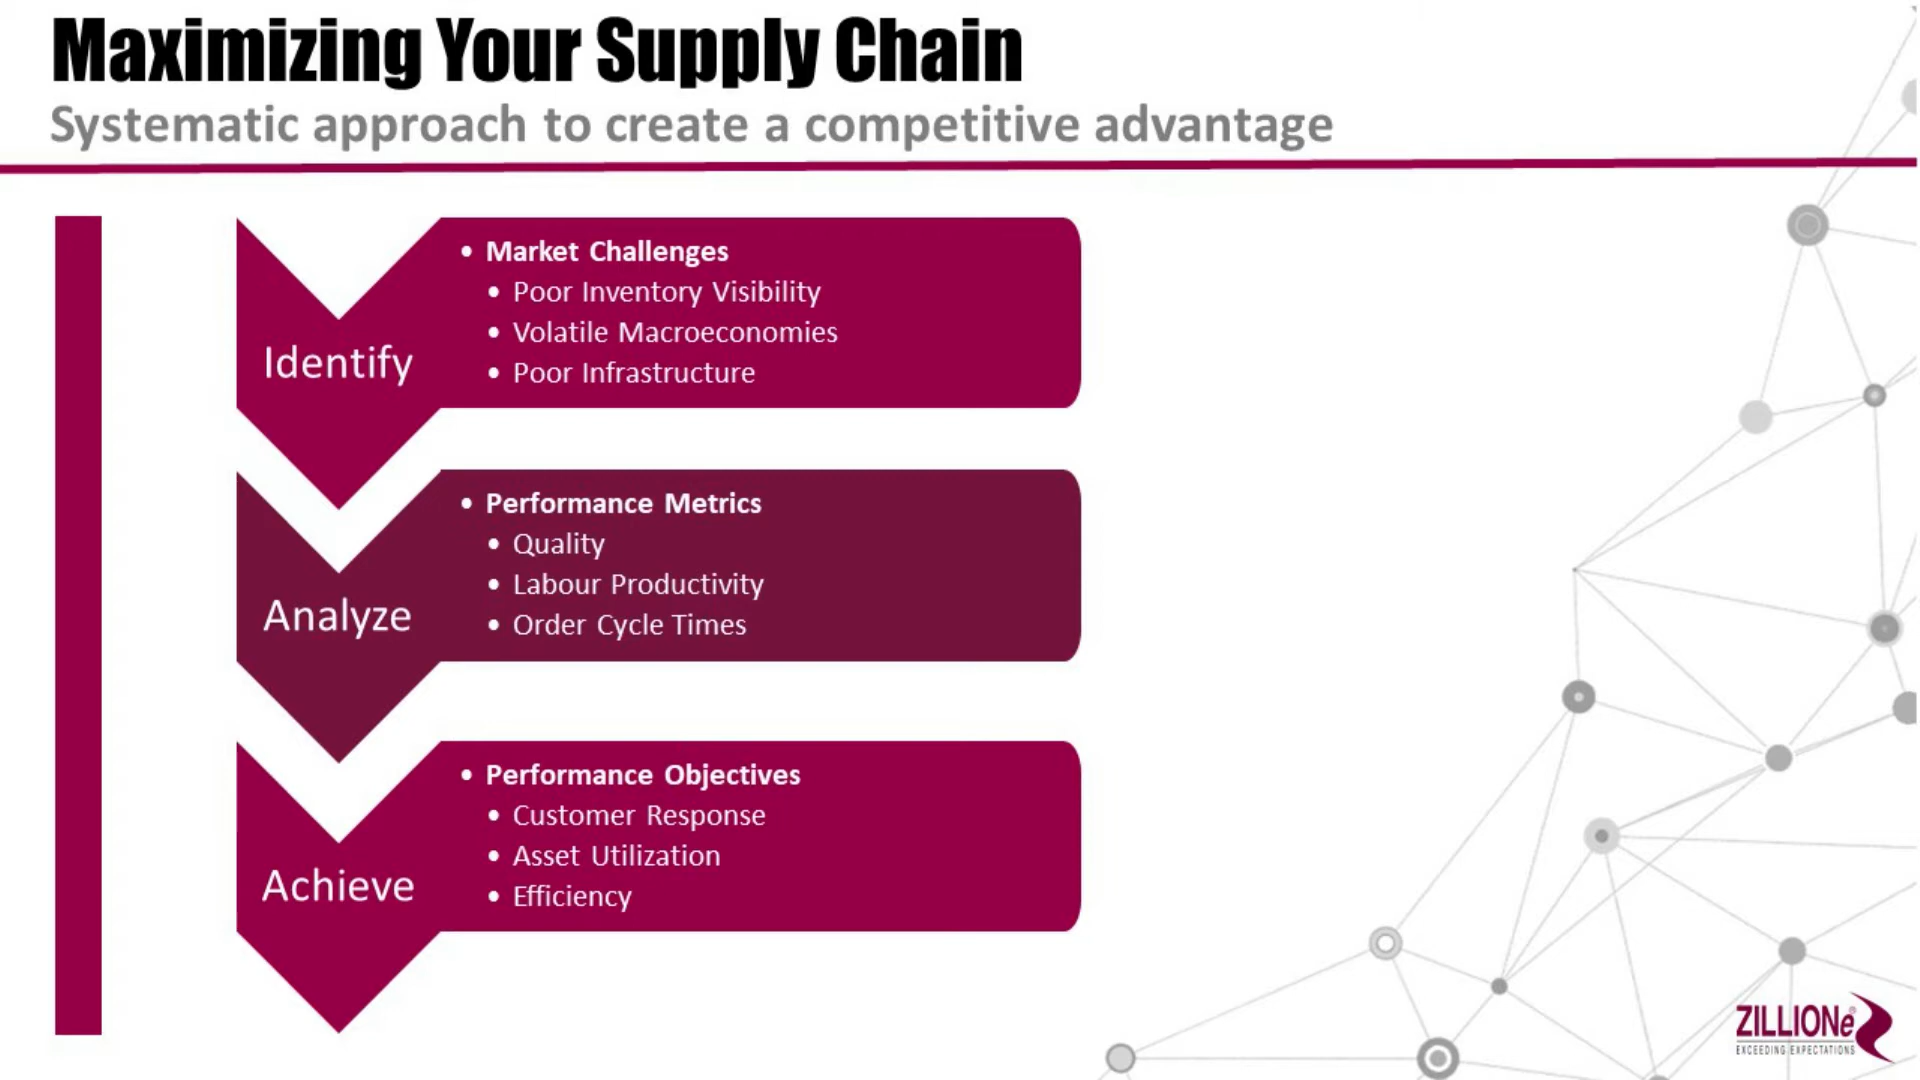 Maximizing Your Supply Chain
Systematic approach to create a competitive advantage
Identify
• Market Challenges
• Poor Inventory Visibility
• Volatile Macroeconomies
• Poor Infrastructure
Analyze
• Performance Metrics
• Quality
• Labour Productivity
• Order Cycle Times
Achieve
• Performance Objectives
• Customer Response
• Asset Utilization
• Efficiency
ZILLIONe®
EXCEEDING EXPECTATIONS